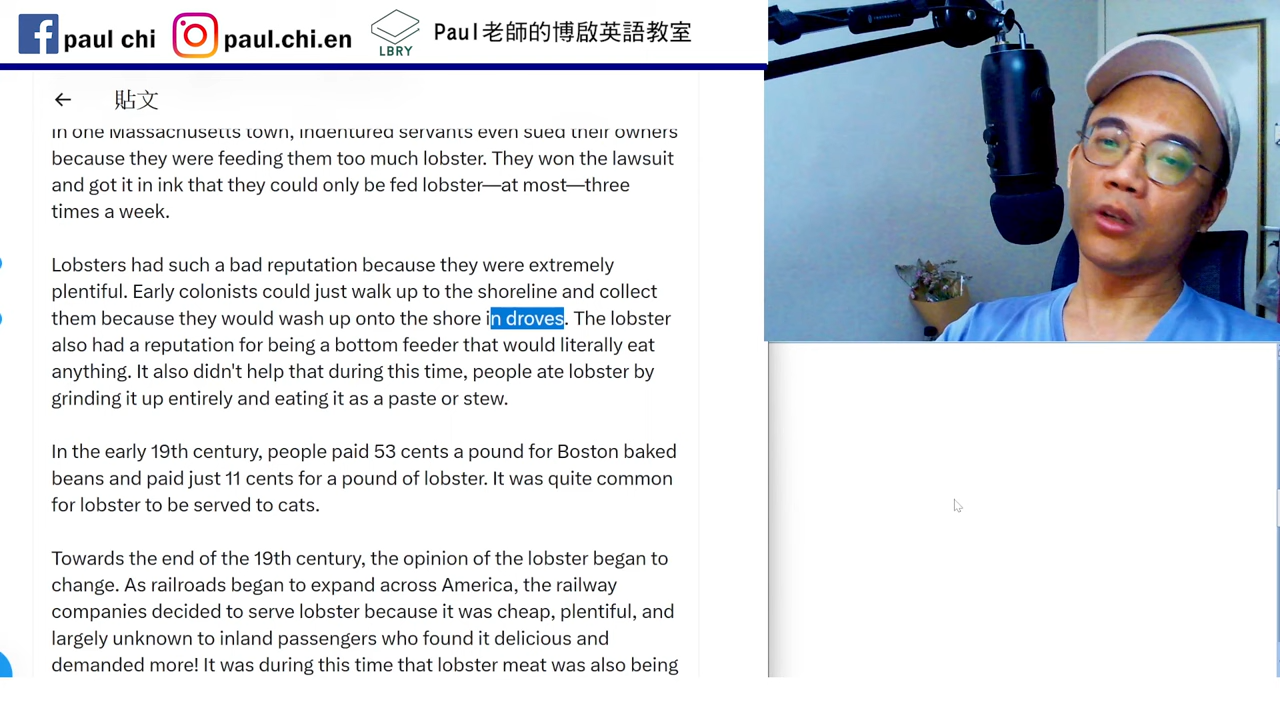 paul chi
paul.chi.en
LBRY
Paul老師的博啟英語教室
貼文
In one Massachusetts town, indentured servants even sued their owners
because they were feeding them too much lobster. They won the lawsuit
and got it in ink that they could only be fed lobster—at most—three
times a week.
Lobsters had such a bad reputation because they were extremely
plentiful. Early colonists could just walk up to the shoreline and collect
them because they would wash up onto the shore in droves. The lobster
also had a reputation for being a bottom feeder that would literally eat
anything. It also didn't help that during this time, people ate lobster by
grinding it up entirely and eating it as a paste or stew.
In the early 19th century, people paid 53 cents a pound for Boston baked
beans and paid just 11 cents for a pound of lobster. It was quite common
for lobster to be served to cats.
Towards the end of the 19th century, the opinion of the lobster began to
change. As railroads began to expand across America, the railway
companies decided to serve lobster because it was cheap, plentiful, and
largely unknown to inland passengers who found it delicious and
demanded more! It was during this time that lobster meat was also being